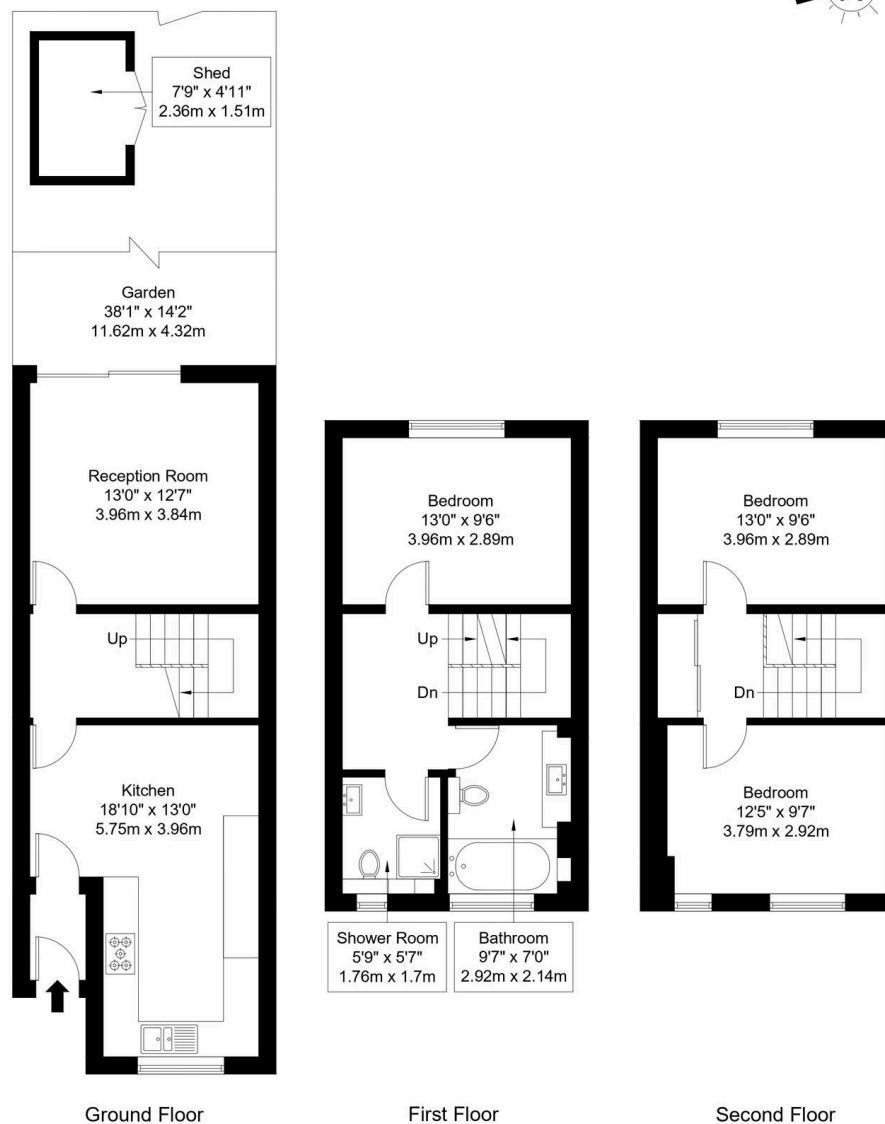 Shed
7'9" x 4'11"
2.36m x 1.51m
Garden
38'1" x 14'2"
11.62m x 4.32m
Reception Room
13'0" x 12'7"
3.96m x 3.84m
Up
Kitchen
18'10" x 13'0"
5.75m x 3.96m
Ground Floor
Bedroom
13'0" x 9'6"
3.96m x 2.89m
Up
Dn
Shower Room
5'9" x 5'7"
1.76m x 1.7m
Bathroom
9'7" x 7'0"
2.92m x 2.14m
First Floor
Bedroom
13'0" x 9'6"
3.96m x 2.89m
Dn
Bedroom
12'5" x 9'7"
3.79m x 2.92m
Second Floor